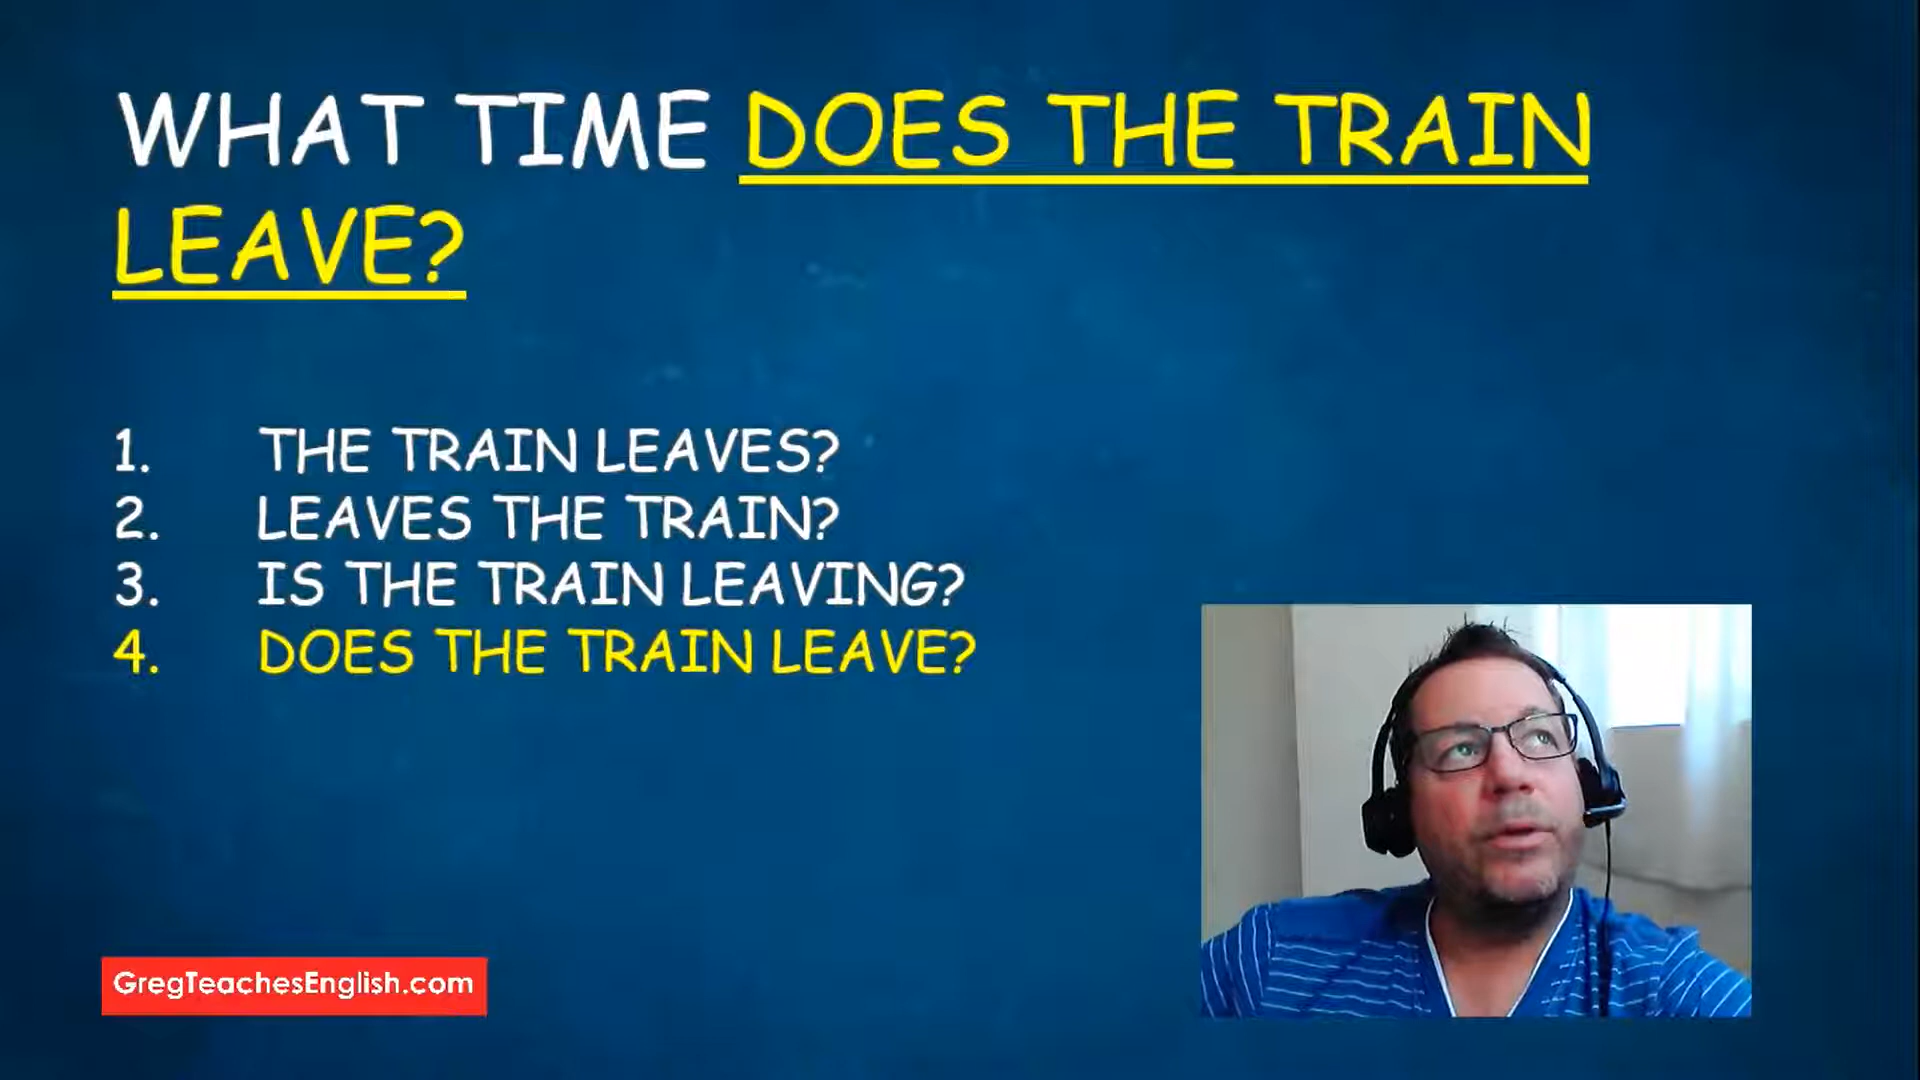 WHAT TIME DOES THE TRAIN
LEAVE?
1. THE TRAIN LEAVES?
2. LEAVES THE TRAIN?
3. IS THE TRAIN LEAVING?
4. DOES THE TRAIN LEAVE?
GregTeachesEnglish.com